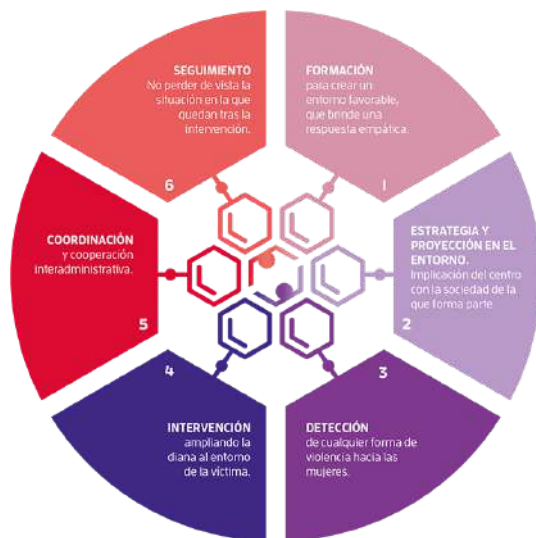 FORMACIÓN
para crear un
entorno favorable,
que brinde una
respuesta empática.
1
ESTRATEGIA Y
PROYECCIÓN EN EL
ENTORNO.
Implicación del centro
con la sociedad de la
que forma parte
2
3
DETECCIÓN
de cualquier forma de
violencia hacia las
mujeres.
4
INTERVENCIÓN
ampliando la
diana al entorno
de la víctima.
COORDINACIÓN
y cooperación
interadministrativa.
5
SEGUIMIENTO
No perder de vista la
situación en la que
quedan tras la
intervención.
6